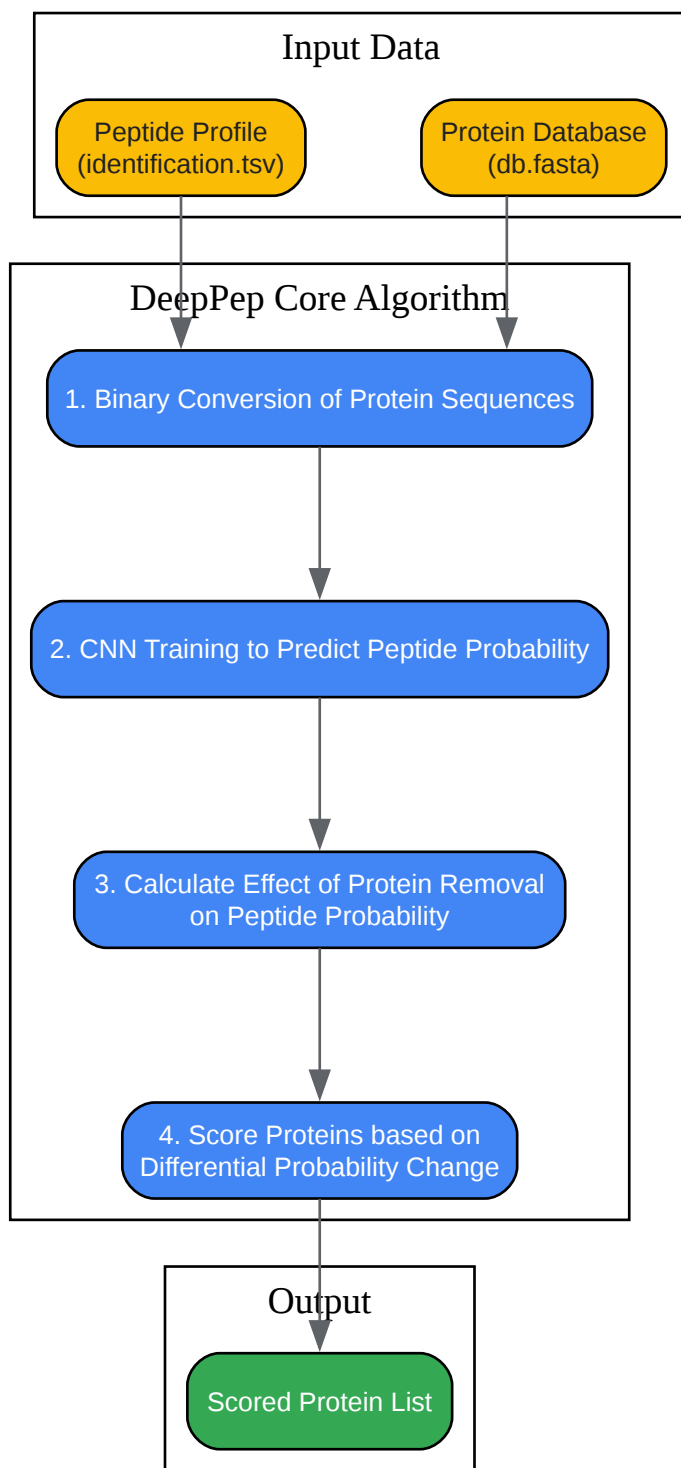 Input Data
Peptide Profile
(identification.tsv)
Protein Database
(db.fasta)
DeepPep Core Algorithm
1. Binary Conversion of Protein Sequences
2. CNN Training to Predict Peptide Probability
3. Calculate Effect of Protein Removal
on Peptide Probability
4. Score Proteins based on
Differential Probability Change
Output
Scored Protein List